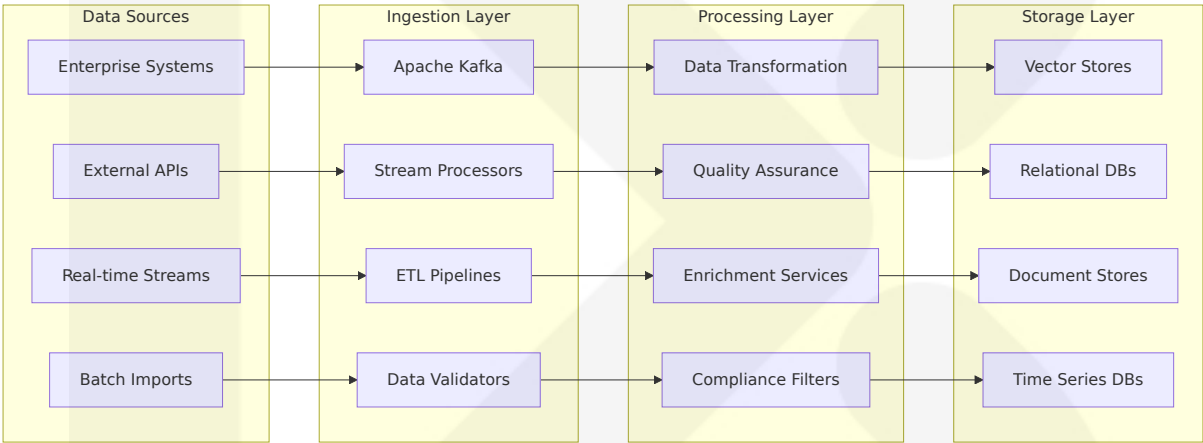 Data Sources
Ingestion Layer
Processing Layer
Storage Layer
Enterprise Systems
Apache Kafka
Data Transformation
Vector Stores
External APIs
Stream Processors
Quality Assurance
Relational DBs
Real-time Streams
ETL Pipelines
Enrichment Services
Document Stores
Batch Imports
Data Validators
Compliance Filters
Time Series DBs